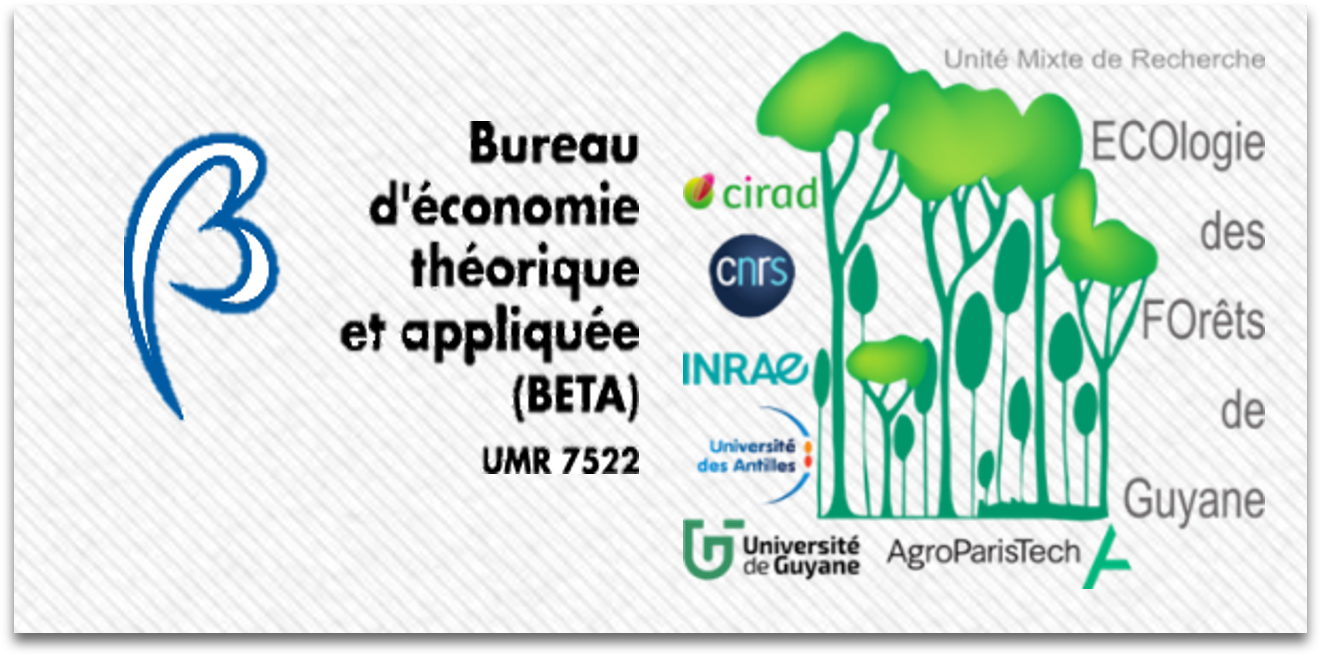 Bureau
d'économie
théorique
et appliquée
(BETA)
UMR 7522
Unité Mixte de Recherche
ECOlogie
des
FOrêts
de
Guyane
cirad
cnrs
INRAE
Université
des Antilles
Université
de Guyane
AgroParisTech